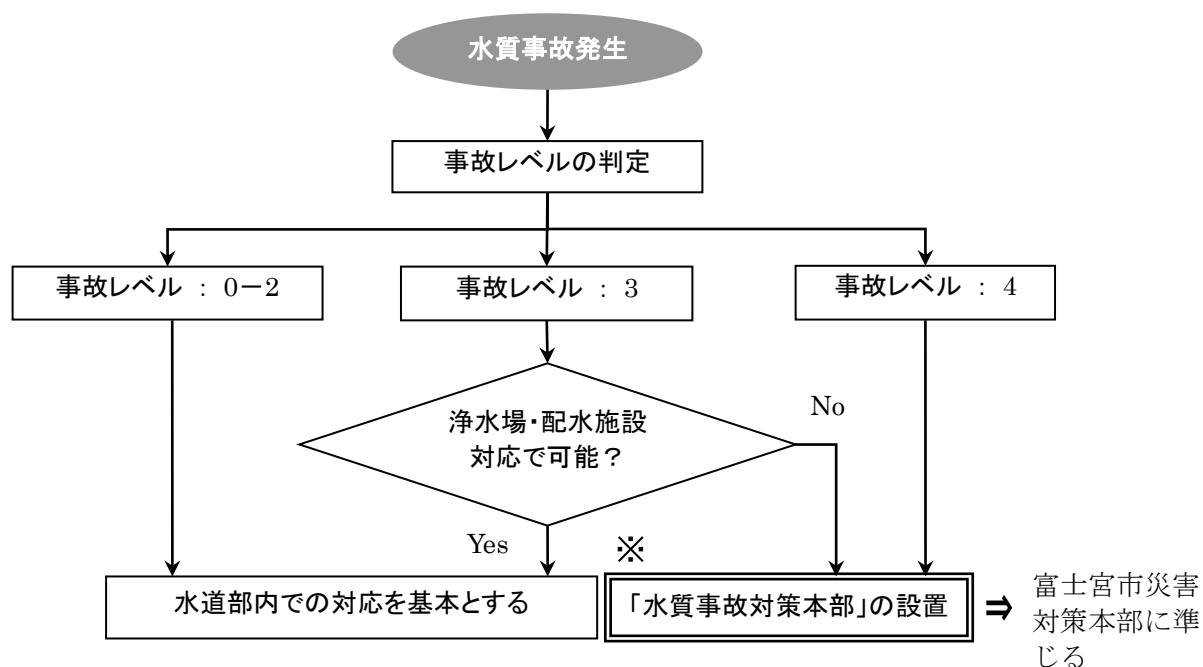 水質事故発生
事故レベルの判定
事故レベル : 0-2
事故レベル : 3
事故レベル : 4
浄水場・配水施設
対応で可能？
No
Yes
※
水道部内での対応を基本とする
「水質事故対策本部」の設置
⇒
富士宮市災害
対策本部に準
じる